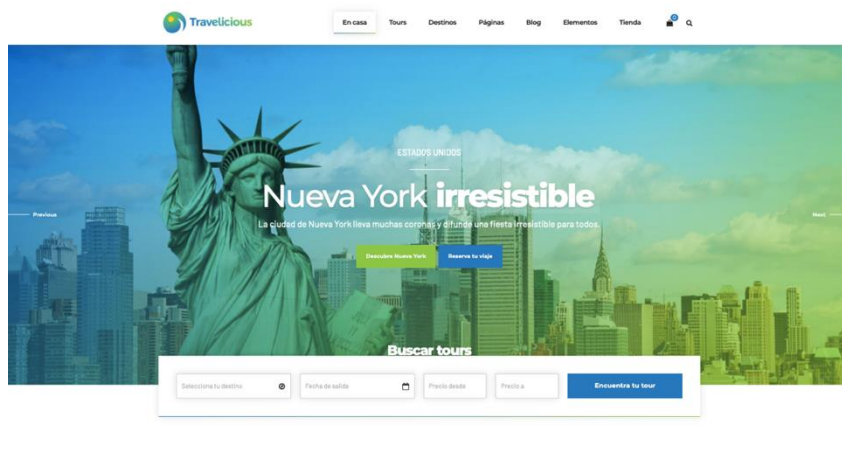 Travelicious
En casa
Tours
Destinos
Páginas
Blog
Elementos
Tienda
0
ESTADOS UNIDOS
Nueva York irresistible
La ciudad de Nueva York lleva muchas coronas y difunde una fiesta irresistible para todos.
Previous
Next
Descubre Nueva York
Reserva tu viaje
Buscar tours
Selecciona tu destino
Fecha de salida
Precio desde
Precio a
Encuentra tu tour